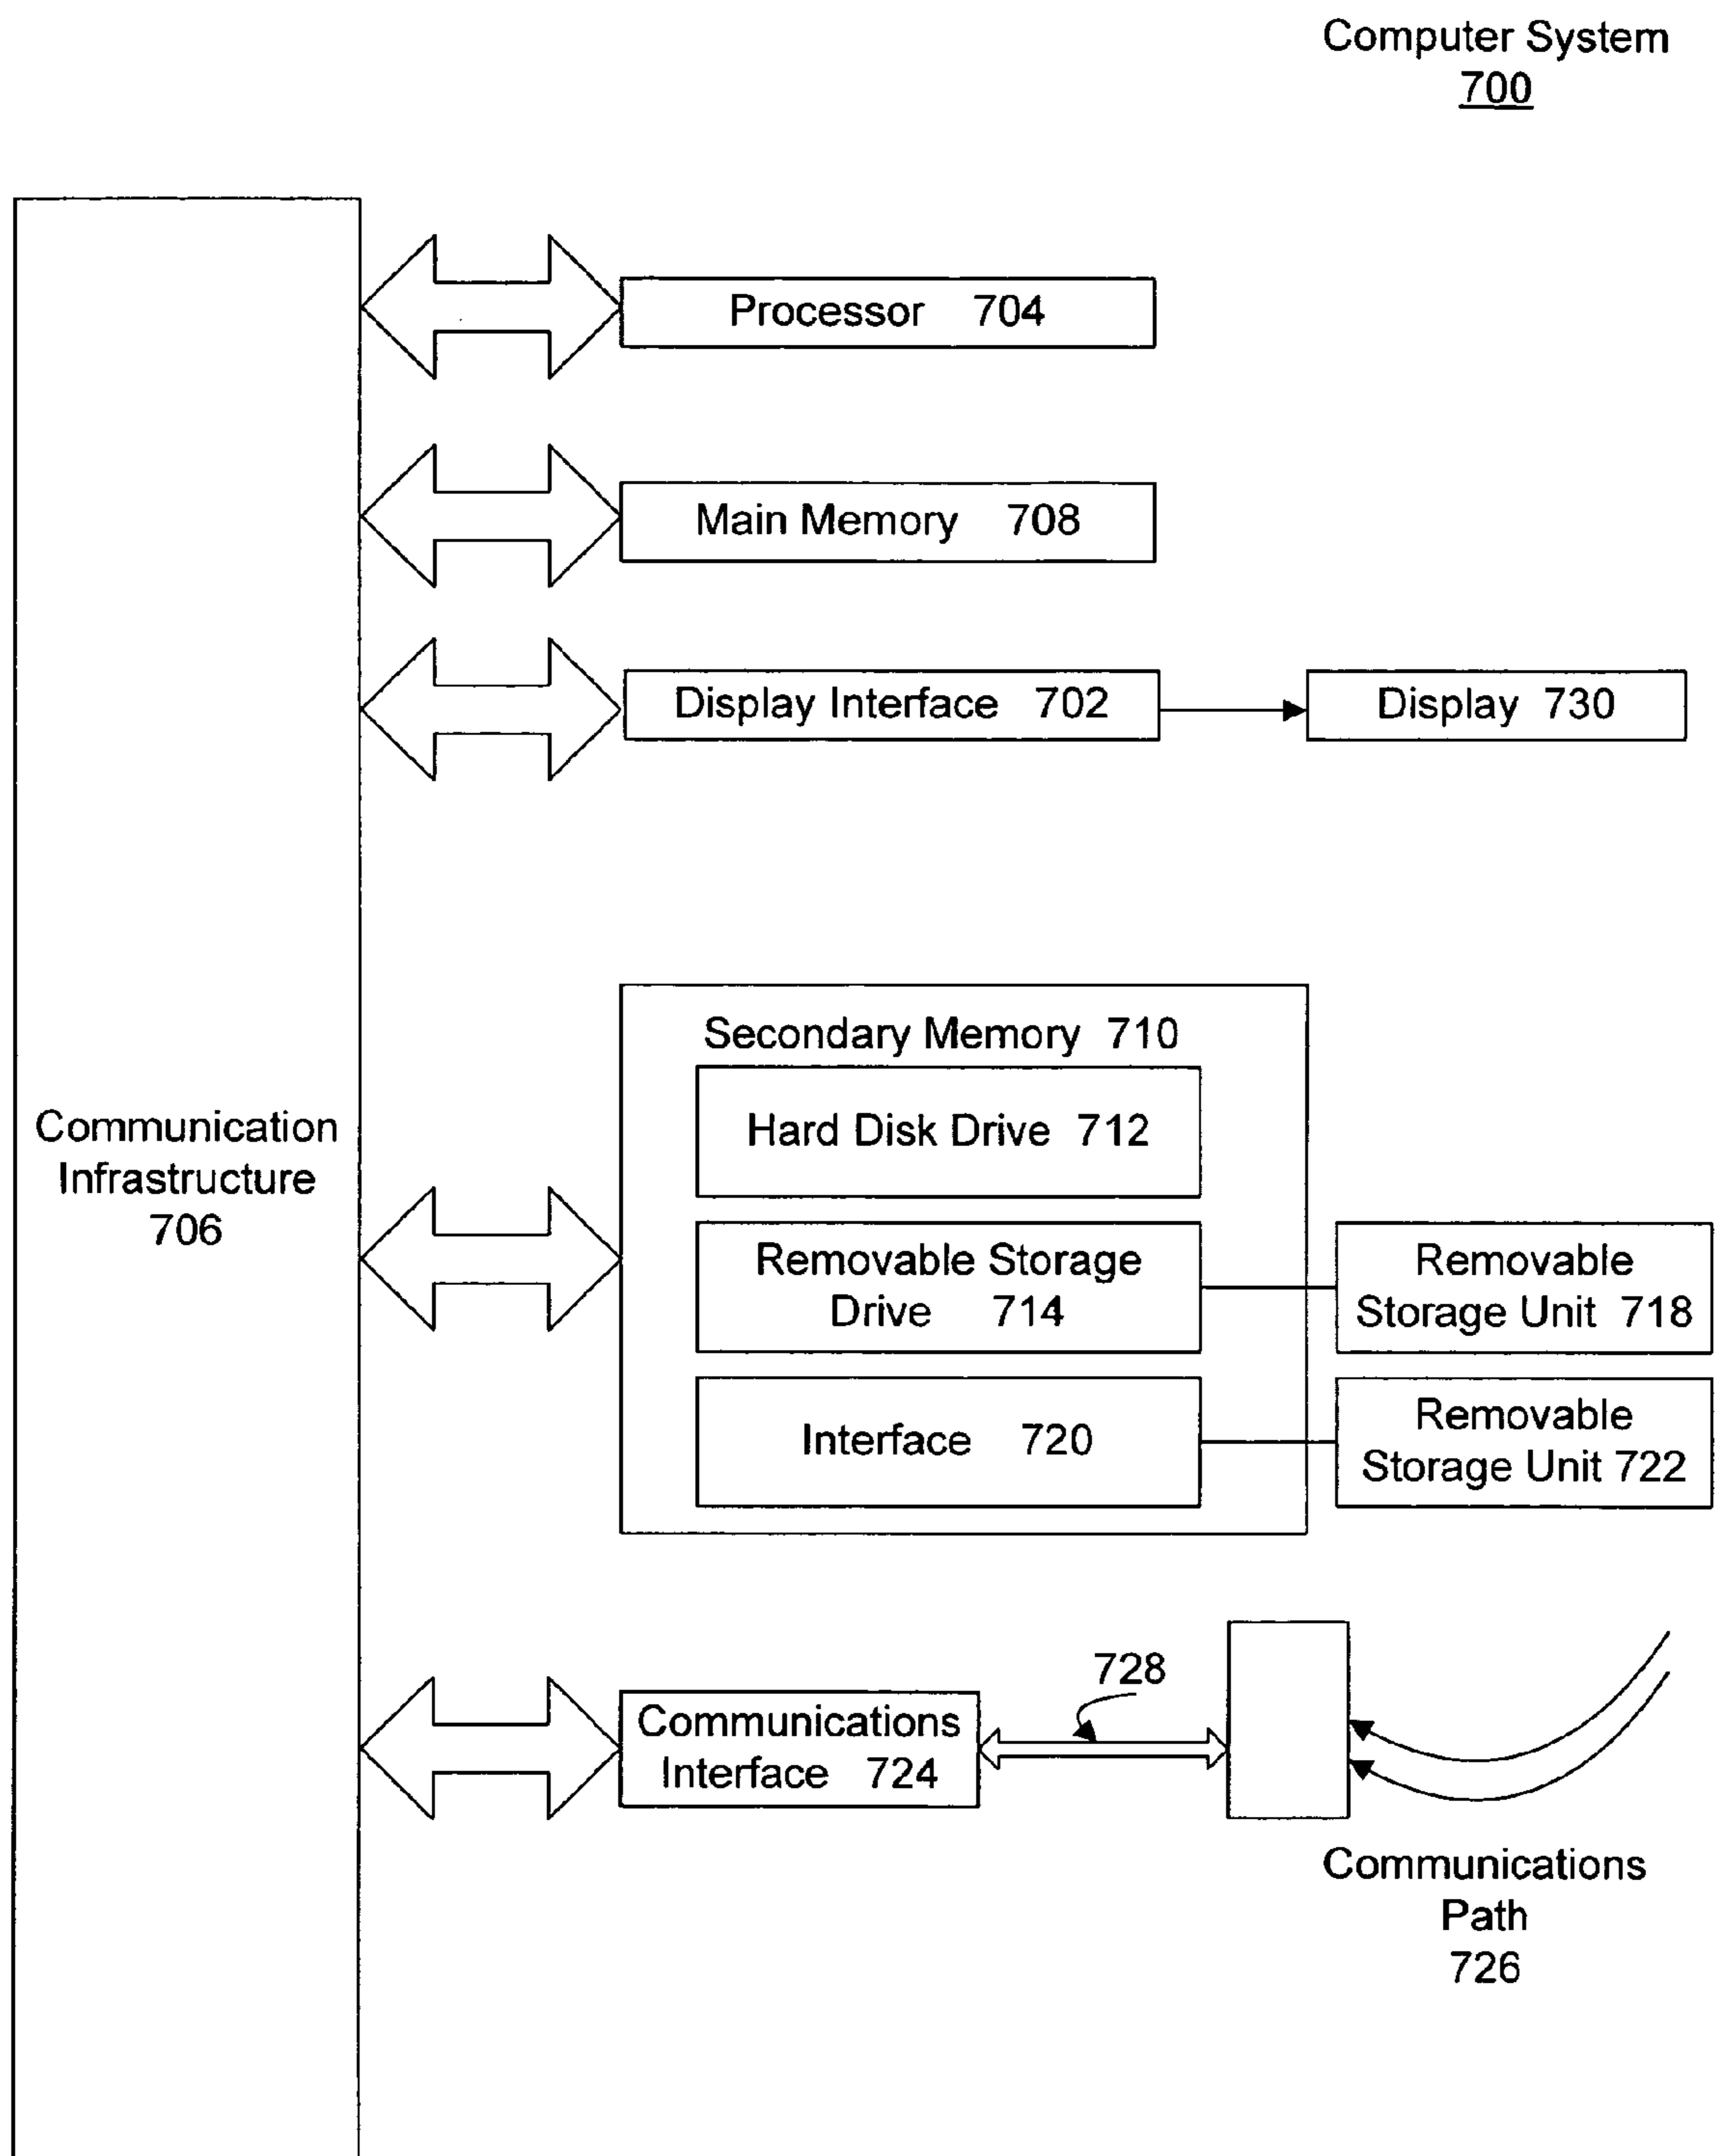 Computer System
700
Processor 704
Main Memory 708
Display Interface 702
Display 730
Communication
Infrastructure
706
Secondary Memory 710
Hard Disk Drive 712
Removable Storage
Drive 714
Removable
Storage Unit 718
Interface 720
Removable
Storage Unit 722
Communications
Interface 724
728
Communications
Path
726